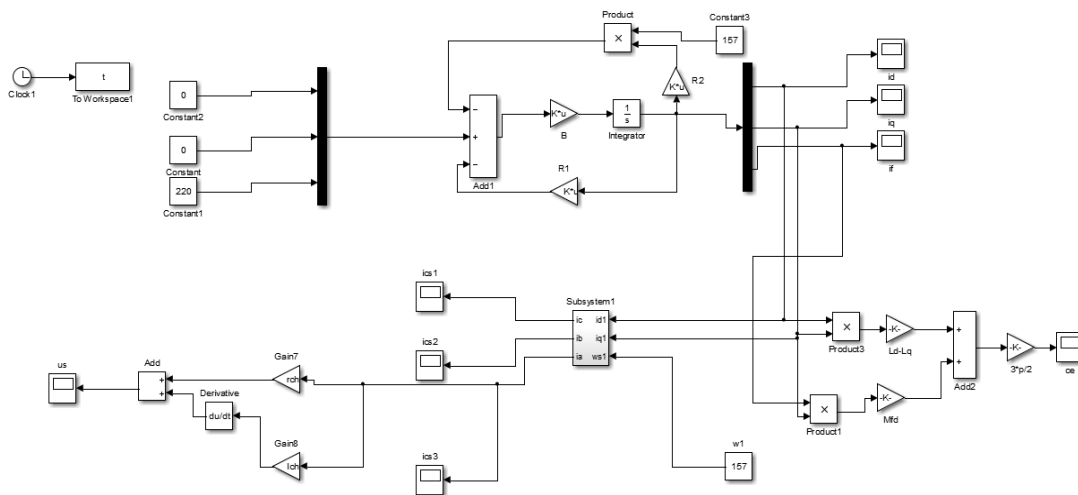 Product
Constant3
×
157
t
Clock1
To Workspace1
K*u
R2
id
0
Constant2
−
+
−
K*u
B
1
s
Integrator
iq
0
Constant
if
220
Constant1
Add1
R1
K*u
ics1
Subsystem1
ics2
ic
ib
ia
id1
iq1
ws1
×
Product3
-K-
Ld-Lq
+
+
Add2
-K-
3*p/2
ce
us
Add
+
+
Gain7
rch
Derivative
du/dt
×
Product1
-K-
Mfd
Gain8
lch
ics3
w1
157